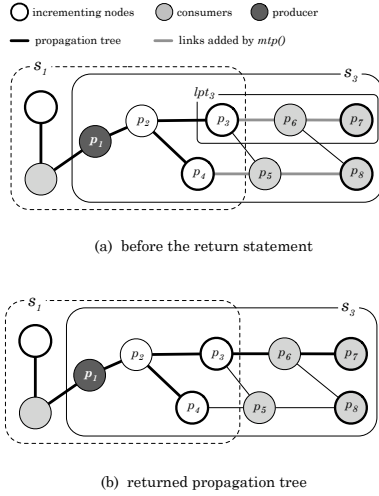 incrementing nodes consumers producer
propagation tree links added by mtp()
s1 s3
lpt3
p1 p2 p3 p6 p7
p4 p5 p8
(a) before the return statement
s1 s3
p1 p2 p3 p6 p7
p4 p5 p8
(b) returned propagation tree